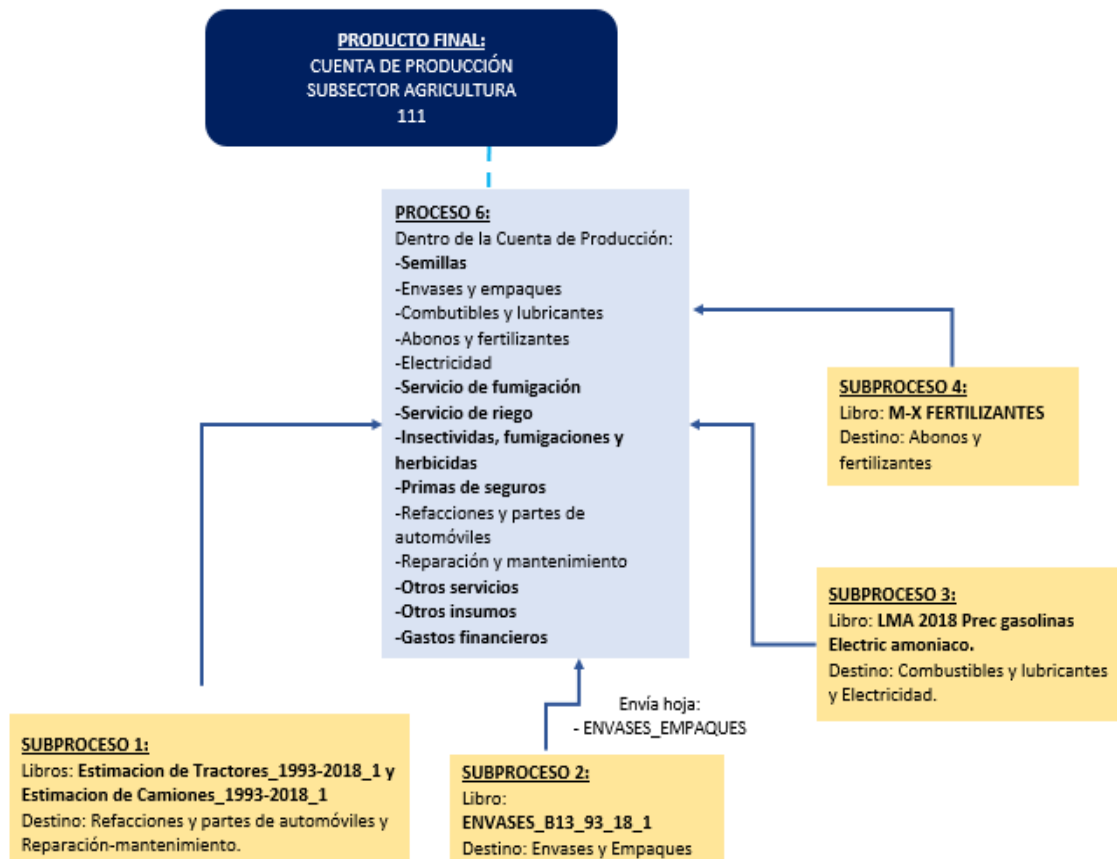 PRODUCTO FINAL:
CUENTA DE PRODUCCIÓN
SUBSECTOR AGRICULTURA
111
PROCESO 6:
Dentro de la Cuenta de Producción:
-Semillas
-Envases y empaques
-Combutibles y lubricantes
-Abonos y fertilizantes
-Electricidad
-Servicio de fumigación
-Servicio de riego
-Insectividas, fumigaciones y
herbicidas
-Primas de seguros
-Refacciones y partes de
automóviles
-Reparación y mantenimiento
-Otros servicios
-Otros insumos
-Gastos financieros
SUBPROCESO 4:
Libro: M-X FERTILIZANTES
Destino: Abonos y
fertilizantes
SUBPROCESO 3:
Libro: LMA 2018 Prec gasolinas
Electric amoniaco.
Destino: Combustibles y lubricantes
y Electricidad.
Envía hoja:
- ENVASES_EMPAQUES
SUBPROCESO 1:
Libros: Estimacion de Tractores_1993-2018_1 y
Estimacion de Camiones_1993-2018_1
Destino: Refacciones y partes de automóviles y
Reparación-mantenimiento.
SUBPROCESO 2:
Libro:
ENVASES_B13_93_18_1
Destino: Envases y Empaques